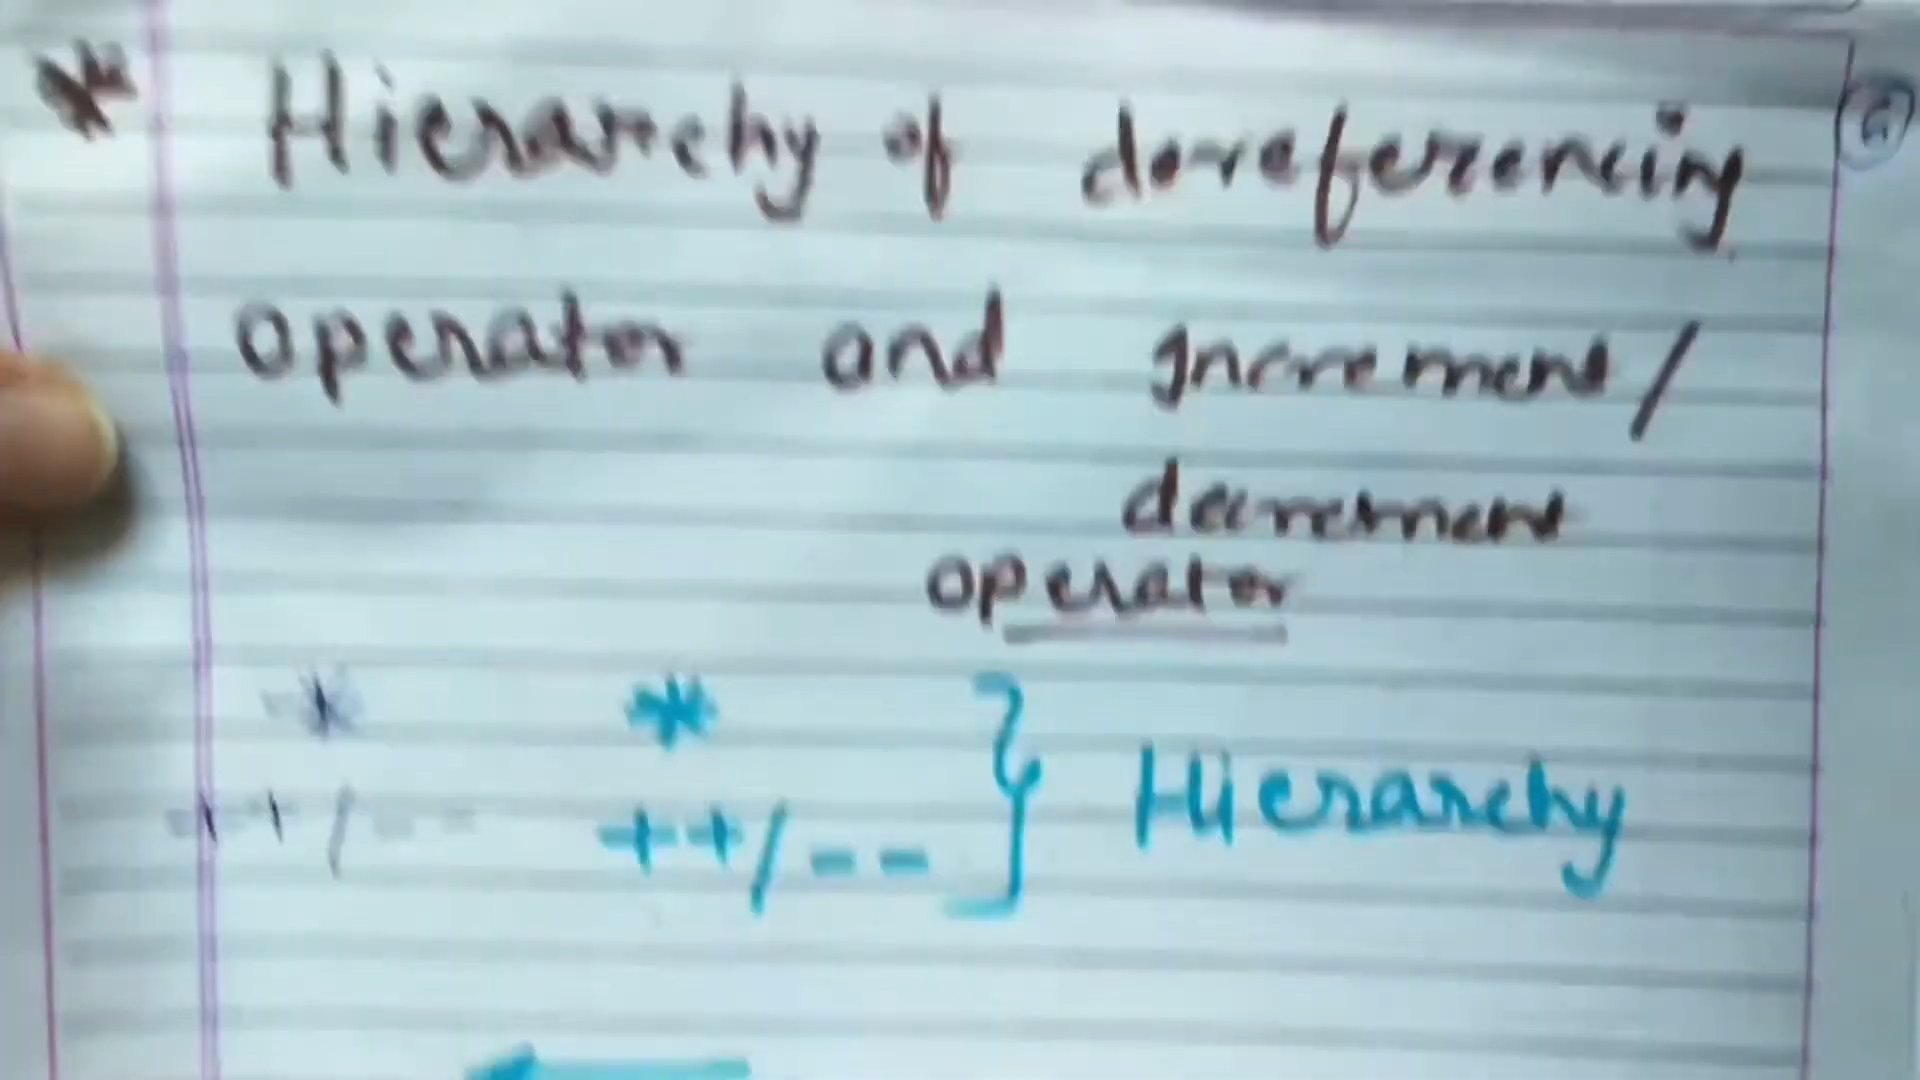 * Hierarchy of dereferencing
operator and increment/
decrement
operator
* * } Hierarchy
++/-- ++/--